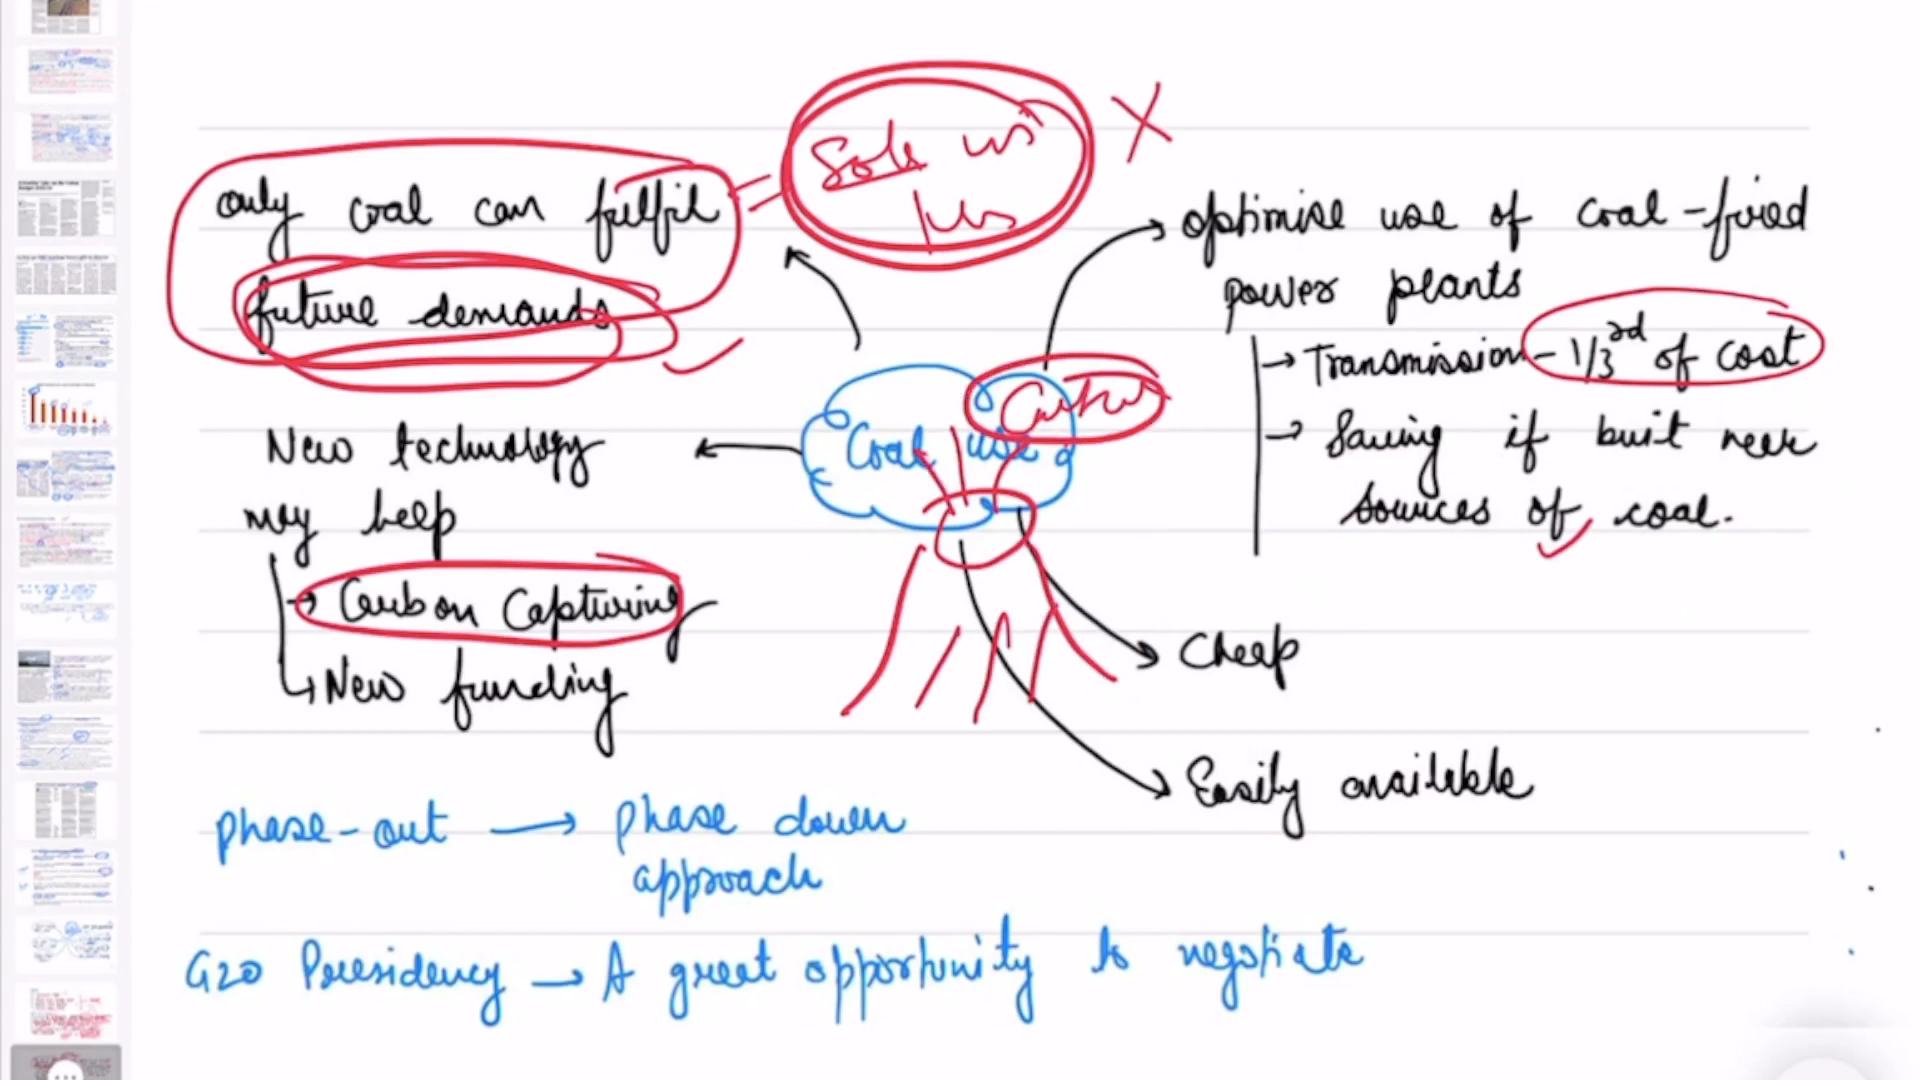 only coal can fulfil
future demands
X
optimise use of coal-fired
power plants
→ Transmission - 1/3rd of cost
→ Saving if built near
sources of coal.
Coal use
New technology
may help
→ Carbon Capturing
↳ New funding
Cheap
Easily available
phase-out → phase down
approach
G20 Presidency → A great opportunity to negotiate